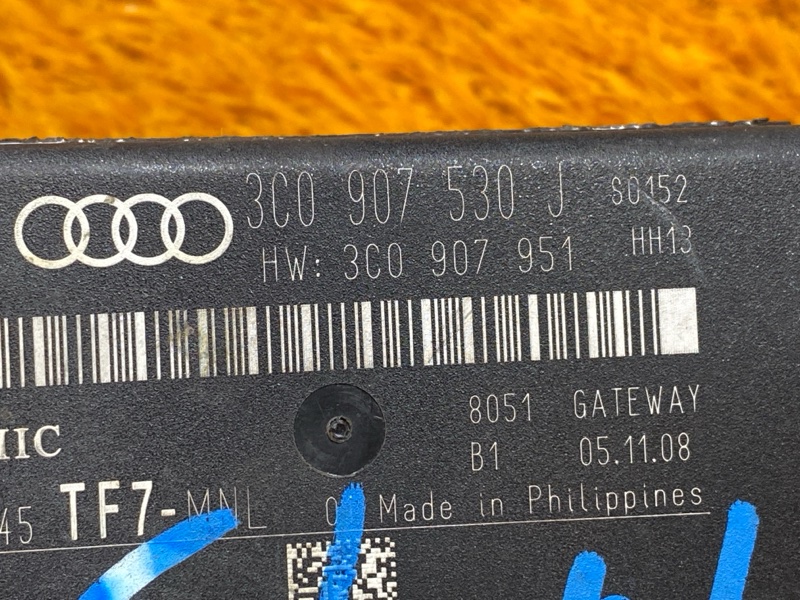 3C0 907 530 J S0152
HW: 3C0 907 951 HH13
8051 GATEWAY
IIC
B1 05.11.08
45 TF7-MNL Made in Philippines